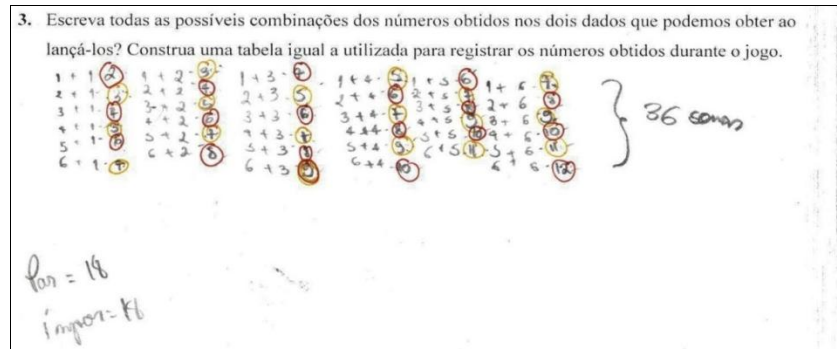 3. Escreva todas as possíveis combinações dos números obtidos nos dois dados que podemos obter ao
lançá-los? Construa uma tabela igual a utilizada para registrar os números obtidos durante o jogo.
1 + 1 2 1 + 2 - 3 1 + 3 - 4 1 + 4 - 5 1 + 5 - 6 1 + 6 - 7
2 + 1 - 3 2 + 2 4 2 + 3 - 5 2 + 4 - 6 2 + 5 - 7 2 + 6 8
3 + 1 - 4 3 + 2 5 3 + 3 6 3 + 4 - 7 3 + 5 8 3 + 6 9
4 + 1 - 5 4 + 2 - 6 4 + 3 - 7 4 + 4 - 8 4 + 5 9 4 + 6 - 10
5 + 1 - 6 5 + 2 - 7 5 + 3 8 5 + 4 9 5 + 5 10 5 + 6 - 11
6 + 1 - 7 6 + 2 8 6 + 3 9 6 + 4 - 10 6 + 5 11 6 + 6 - 12
36 somas
Par = 18
ímpar = 18